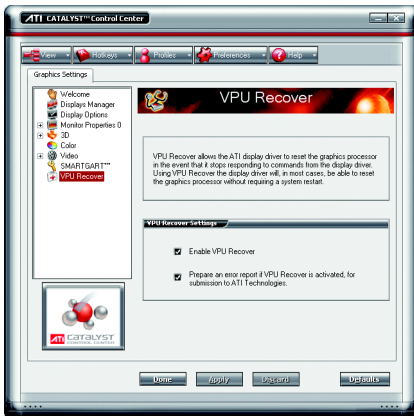 ATI CATALYST™ Control Center
View Hotkeys Profiles Preferences Help
Graphics Settings
Welcome
Displays Manager
Display Options
Monitor Properties 0
3D
Color
Video
SMARTGART™
VPU Recover
VPU Recover
VPU Recover allows the ATI display driver to reset the graphics processor
in the event that it stops responding to commands from the display driver.
Using VPU Recover the display driver will, in most cases, be able to reset
the graphics processor without requiring a system restart.
VPU Recover Settings
Enable VPU Recover
Prepare an error report if VPU Recover is activated, for
submission to ATI Technologies.
ATI CATALYST
CONTROL CENTER
Done Apply Discard Defaults